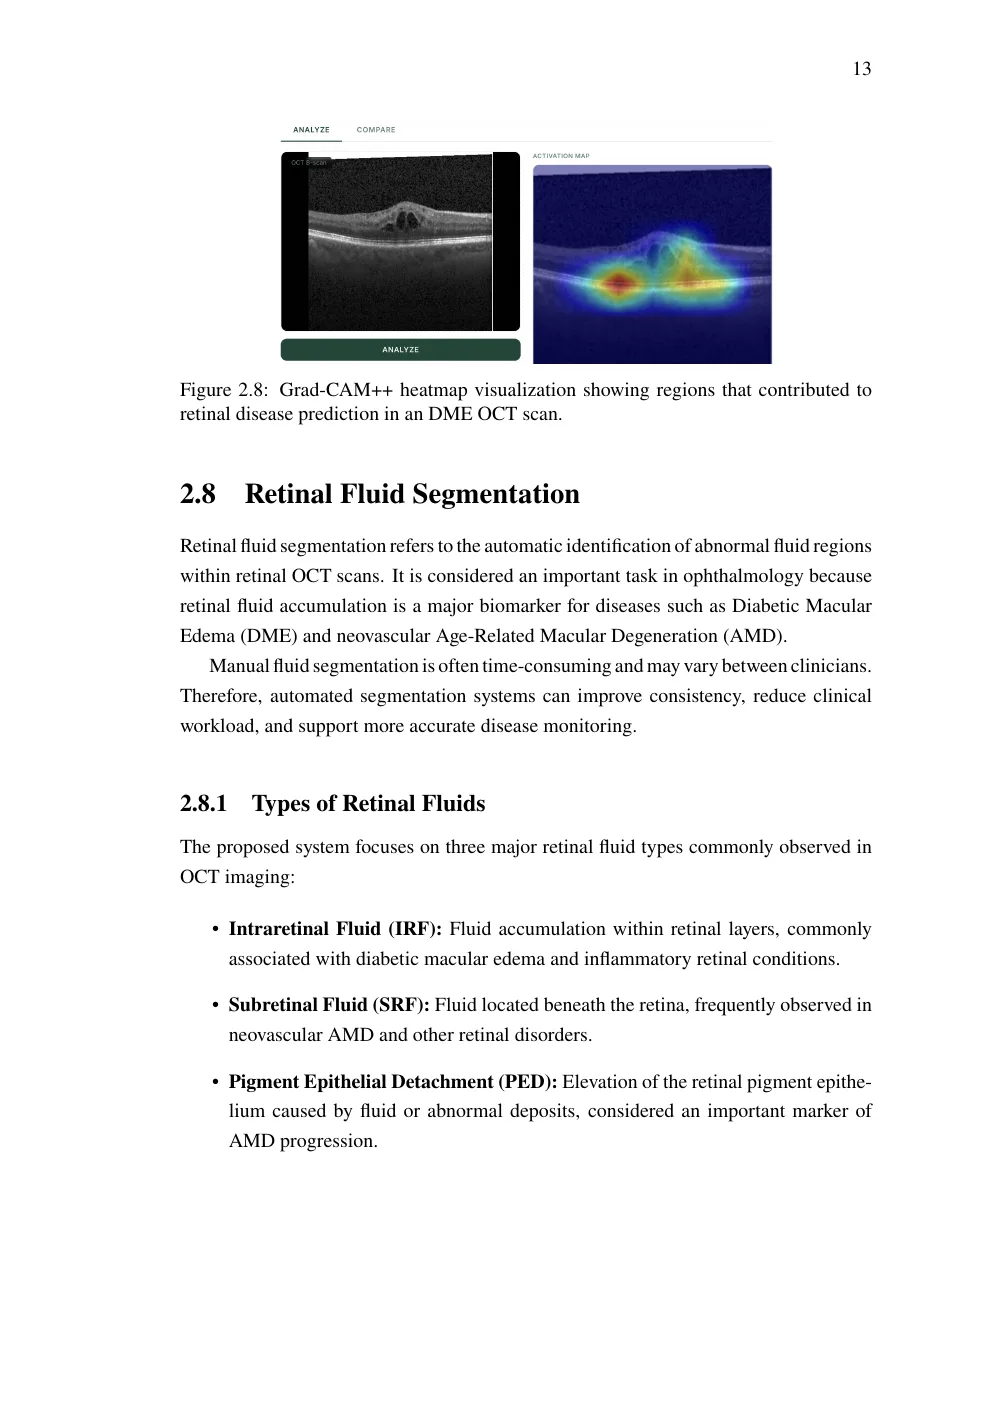 13
ANALYZE COMPARE
OCT B-scan
ACTIVATION MAP
ANALYZE
Figure 2.8: Grad-CAM++ heatmap visualization showing regions that contributed to
retinal disease prediction in an DME OCT scan.
2.8 Retinal Fluid Segmentation
Retinal fluid segmentation refers to the automatic identification of abnormal fluid regions
within retinal OCT scans. It is considered an important task in ophthalmology because
retinal fluid accumulation is a major biomarker for diseases such as Diabetic Macular
Edema (DME) and neovascular Age-Related Macular Degeneration (AMD).
Manual fluid segmentation is often time-consuming and may vary between clinicians.
Therefore, automated segmentation systems can improve consistency, reduce clinical
workload, and support more accurate disease monitoring.
2.8.1 Types of Retinal Fluids
The proposed system focuses on three major retinal fluid types commonly observed in
OCT imaging:
• Intraretinal Fluid (IRF): Fluid accumulation within retinal layers, commonly
associated with diabetic macular edema and inflammatory retinal conditions.
• Subretinal Fluid (SRF): Fluid located beneath the retina, frequently observed in
neovascular AMD and other retinal disorders.
• Pigment Epithelial Detachment (PED): Elevation of the retinal pigment epithe-
lium caused by fluid or abnormal deposits, considered an important marker of
AMD progression.